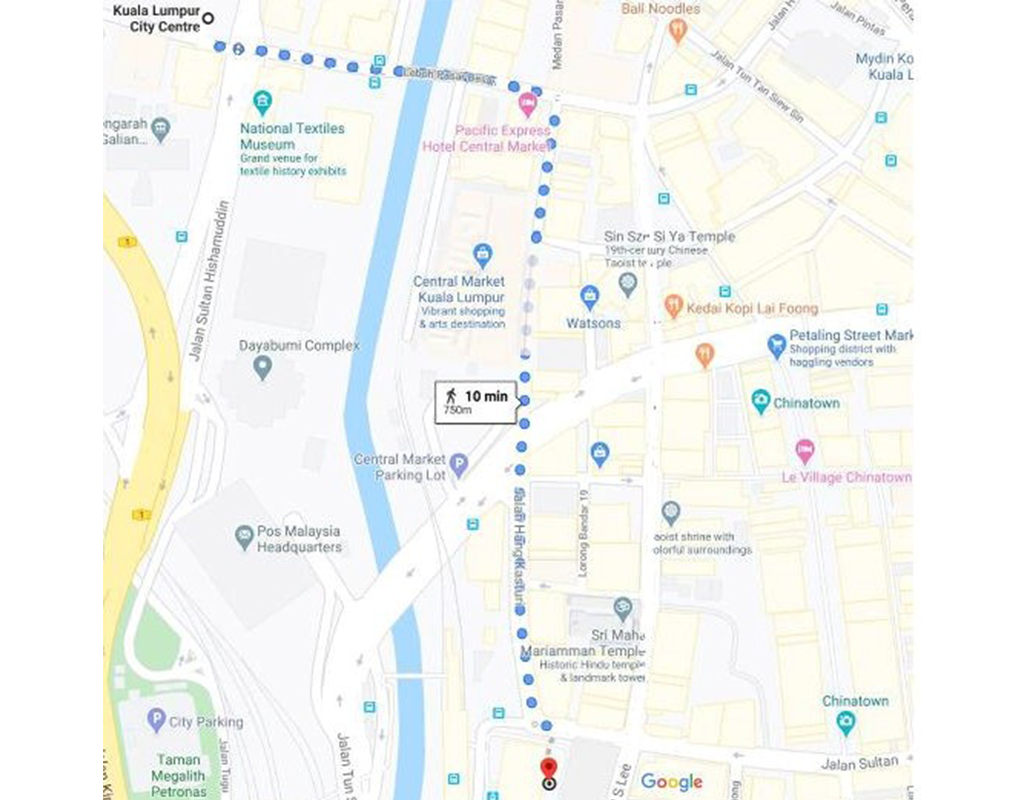 Kuala Lumpur
City Centre
Ball Noodles
Medan Pasar
Jalan Pintas
Jalan Tun Tan Siew Sin
Mydin Ko
Kuala L
Lebuh Pasar Besar
National Textiles
Museum
Grand venue for
textile history exhibits
engarah
Galian...
Pacific Express
Hotel Central Market
Jalan Sultan Hishamuddin
1
Sin Sze Si Ya Temple
19th-century Chinese
Taoist temple
Central Market
Kuala Lumpur
Vibrant shopping
& arts destination
Watsons
Kedai Kopi Lai Foong
Dayabumi Complex
Petaling Street Mark
Shopping district with
haggling vendors
10 min
750m
Chinatown
Central Market
Parking Lot
Le Village Chinatown
1
Pos Malaysia
Headquarters
Jalan Hang Kasturi
Lorong Bandar 19
aoist shrine with
olorful surroundings
Sri Maha
Mariamman Temple
Historic Hindu temple
& landmark tower
City Parking
Chinatown
Taman
Megalith
Petronas
Jalan Tugu
Jalan Tun S
S Lee
Google
Jalan Sultan